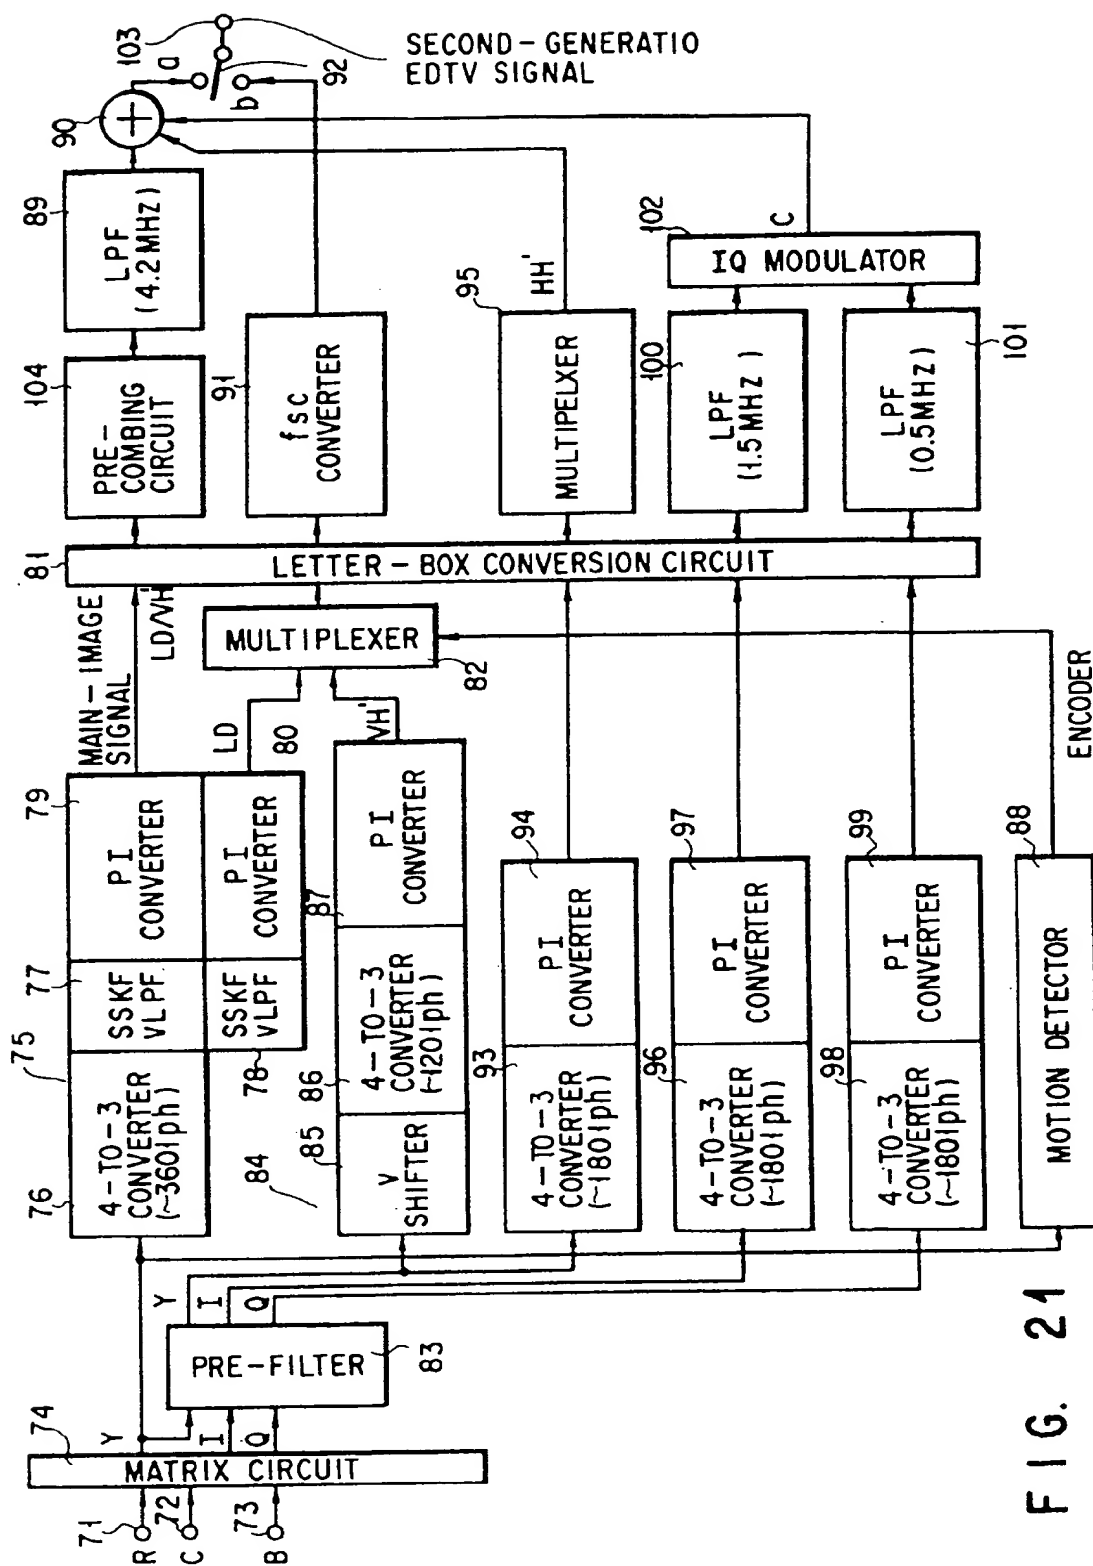 R
71
C
72
B
73
74
MATRIX CIRCUIT
Y
I
Q
PRE-FILTER
83
Y
I
Q
75
76
4-TO-3
CONVERTER
(~360lph)
77
SSKF
VLPF
79
PI
CONVERTER
MAIN-IMAGE
SIGNAL
78
SSKF
VLPF
PI
CONVERTER
LD
80
84
85
V
SHIFTER
86
4-TO-3
CONVERTER
(~120lph)
87
PI
CONVERTER
VH'
LD/VH'
MULTIPLEXER
82
93
4-TO-3
CONVERTER
(~180lph)
94
PI
CONVERTER
96
4-TO-3
CONVERTER
(~180lph)
97
PI
CONVERTER
98
4-TO-3
CONVERTER
(~180lph)
99
PI
CONVERTER
88
MOTION DETECTOR
ENCODER
81
LETTER-BOX CONVERSION CIRCUIT
104
PRE-
COMBING
CIRCUIT
89
LPF
(4.2MHz)
90
+
a
b
103
92
SECOND-GENERATIO
EDTV SIGNAL
91
fsc
CONVERTER
95
MULTIPELXER
HH'
100
LPF
(1.5MHz)
101
LPF
(0.5MHz)
102
IQ MODULATOR
C
FIG. 21